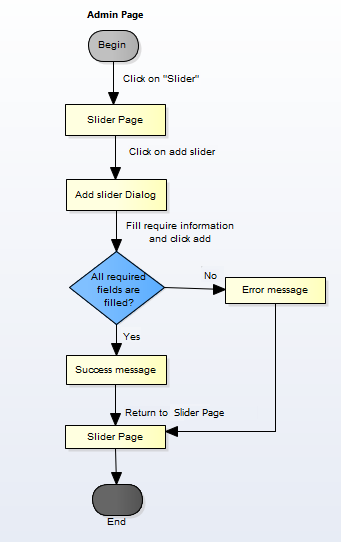 Admin Page
Begin
Click on "Slider"
Slider Page
Click on add slider
Add slider Dialog
Fill require information
and click add
All required
fields are
filled?
No
Error message
Yes
Success message
Return to Slider Page
Slider Page
End